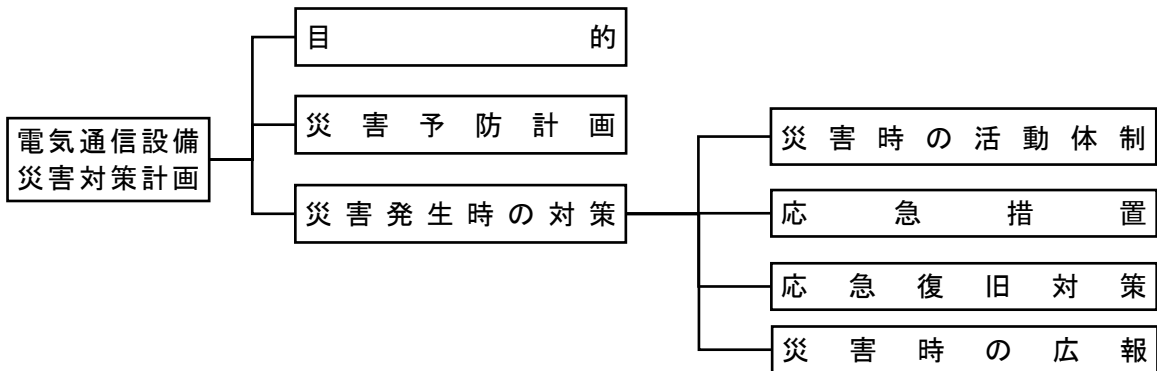 電気通信設備
災害対策計画
目的
災害予防計画
災害発生時の対策
災害時の活動体制
応急措置
応急復旧対策
災害時の広報